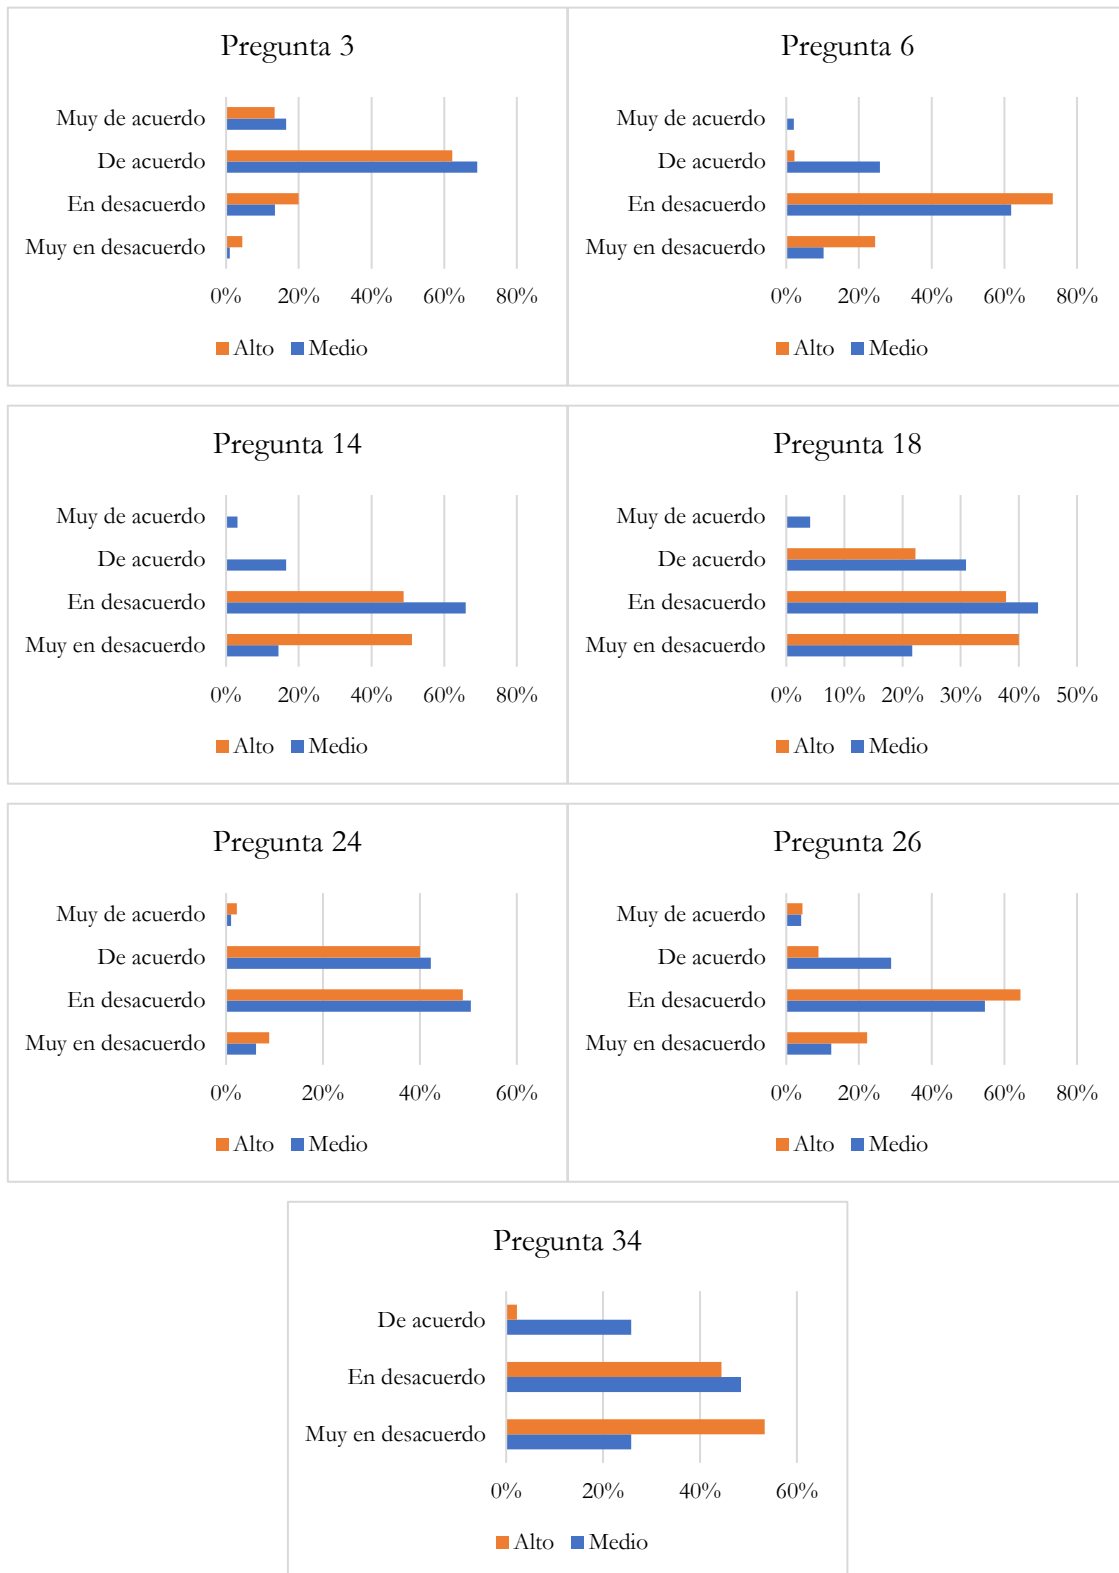 Pregunta 3
Muy de acuerdo
De acuerdo
En desacuerdo
Muy en desacuerdo
0% 20% 40% 60% 80%
Alto Medio
Pregunta 6
Muy de acuerdo
De acuerdo
En desacuerdo
Muy en desacuerdo
0% 20% 40% 60% 80%
Alto Medio
Pregunta 14
Muy de acuerdo
De acuerdo
En desacuerdo
Muy en desacuerdo
0% 20% 40% 60% 80%
Alto Medio
Pregunta 18
Muy de acuerdo
De acuerdo
En desacuerdo
Muy en desacuerdo
0% 10% 20% 30% 40% 50%
Alto Medio
Pregunta 24
Muy de acuerdo
De acuerdo
En desacuerdo
Muy en desacuerdo
0% 20% 40% 60%
Alto Medio
Pregunta 26
Muy de acuerdo
De acuerdo
En desacuerdo
Muy en desacuerdo
0% 20% 40% 60% 80%
Alto Medio
Pregunta 34
De acuerdo
En desacuerdo
Muy en desacuerdo
0% 20% 40% 60%
Alto Medio